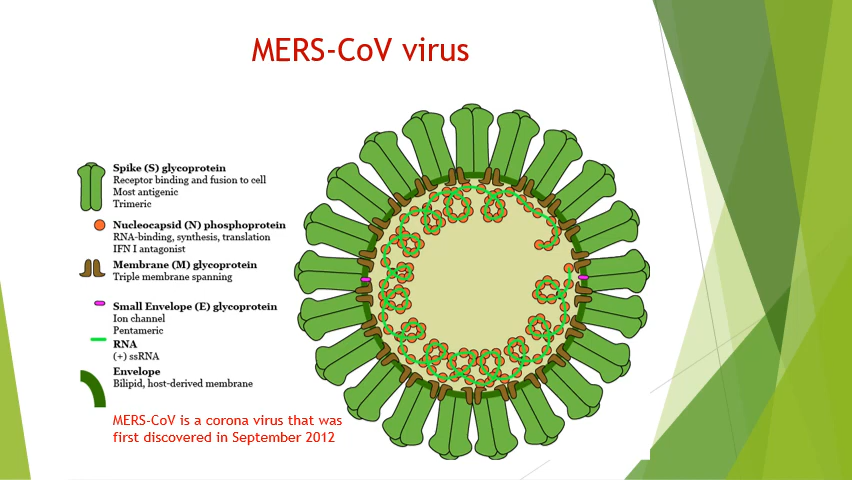 MERS-CoV virus
Spike (S) glycoprotein
Receptor binding and fusion to cell
Most antigenic
Trimeric
Nucleocapsid (N) phosphoprotein
RNA-binding, synthesis, translation
IFN I antagonist
Membrane (M) glycoprotein
Triple membrane spanning
Small Envelope (E) glycoprotein
Ion channel
Pentameric
RNA
(+) ssRNA
Envelope
Bilipid, host-derived membrane
MERS-CoV is a corona virus that was
first discovered in September 2012